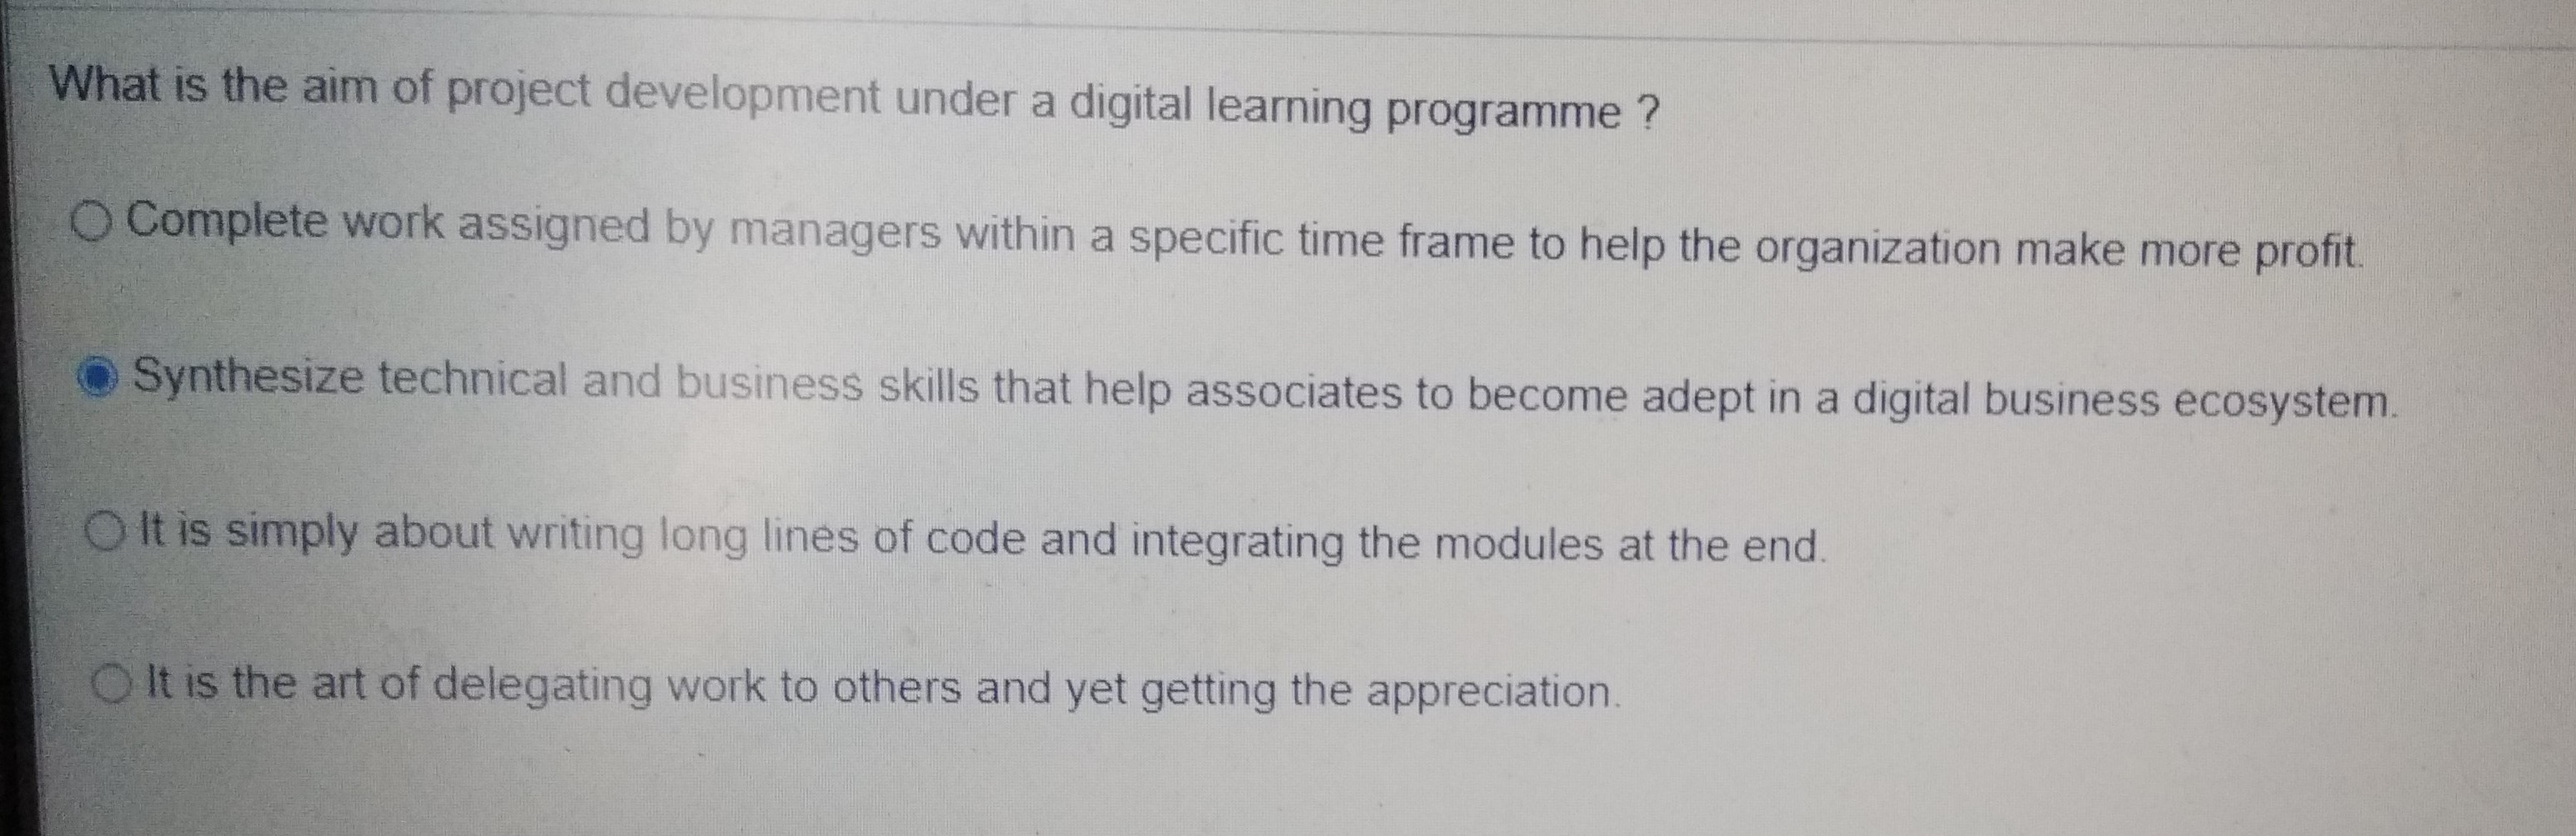 What is the aim of project development under a digital learning programme ?
Complete work assigned by managers within a specific time frame to help the organization make more profit.
Synthesize technical and business skills that help associates to become adept in a digital business ecosystem.
It is simply about writing long lines of code and integrating the modules at the end.
It is the art of delegating work to others and yet getting the appreciation.